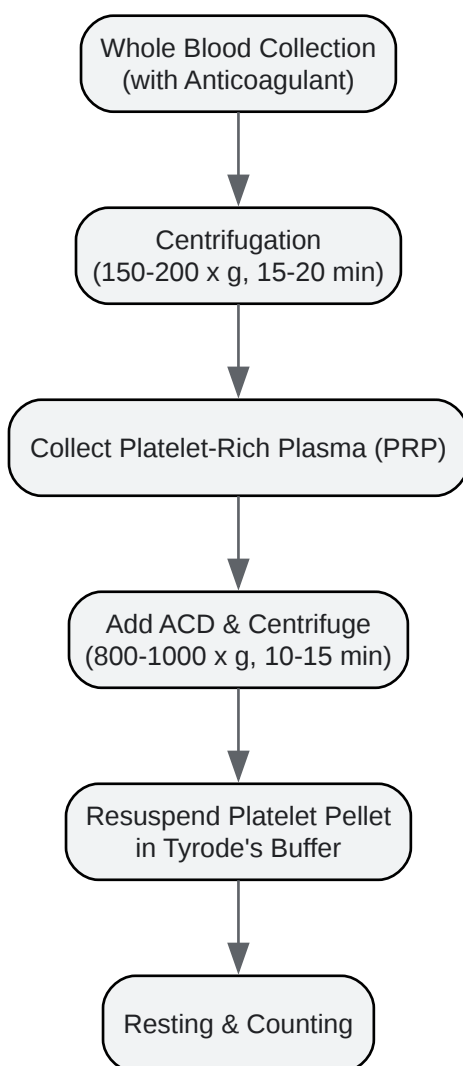 Whole Blood Collection
(with Anticoagulant)
Centrifugation
(150-200 x g, 15-20 min)
Collect Platelet-Rich Plasma (PRP)
Add ACD & Centrifuge
(800-1000 x g, 10-15 min)
Resuspend Platelet Pellet
in Tyrode's Buffer
Resting & Counting